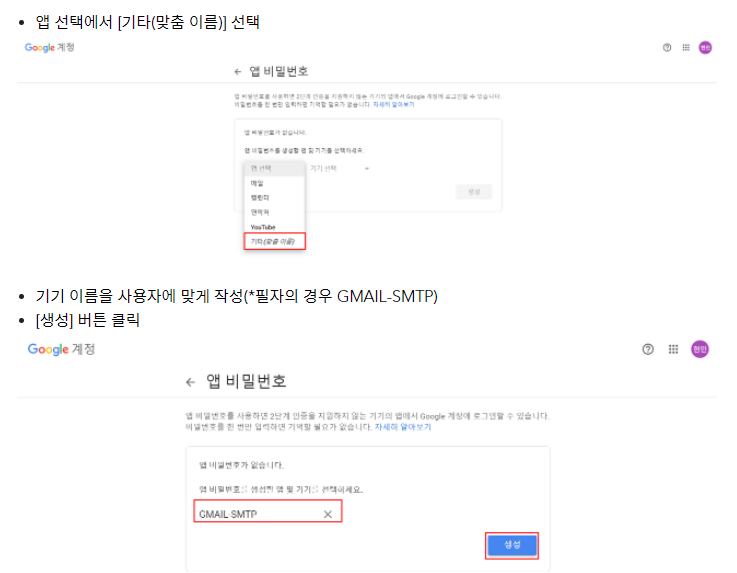 앱 선택에서 [기타(맞춤 이름)] 선택
Google 계정
현민
앱 비밀번호
앱 비밀번호를 사용하면 2단계 인증을 지원하지 않는 기기의 앱에서 Google 계정에 로그인할 수 있습니다.
비밀번호를 한 번만 입력하면 기억할 필요가 없습니다. 자세히 알아보기
앱 비밀번호가 없습니다.
앱 비밀번호를 생성할 앱 및 기기를 선택하세요.
앱 선택 기기 선택
메일
생성
캘린더
연락처
YouTube
기타(맞춤 이름)
기기 이름을 사용자에 맞게 작성(*필자의 경우 GMAIL-SMTP)
[생성] 버튼 클릭
Google 계정
현민
앱 비밀번호
앱 비밀번호를 사용하면 2단계 인증을 지원하지 않는 기기의 앱에서 Google 계정에 로그인할 수 있습니다.
비밀번호를 한 번만 입력하면 기억할 필요가 없습니다. 자세히 알아보기
앱 비밀번호가 없습니다.
앱 비밀번호를 생성할 앱 및 기기를 선택하세요.
GMAIL-SMTP
생성